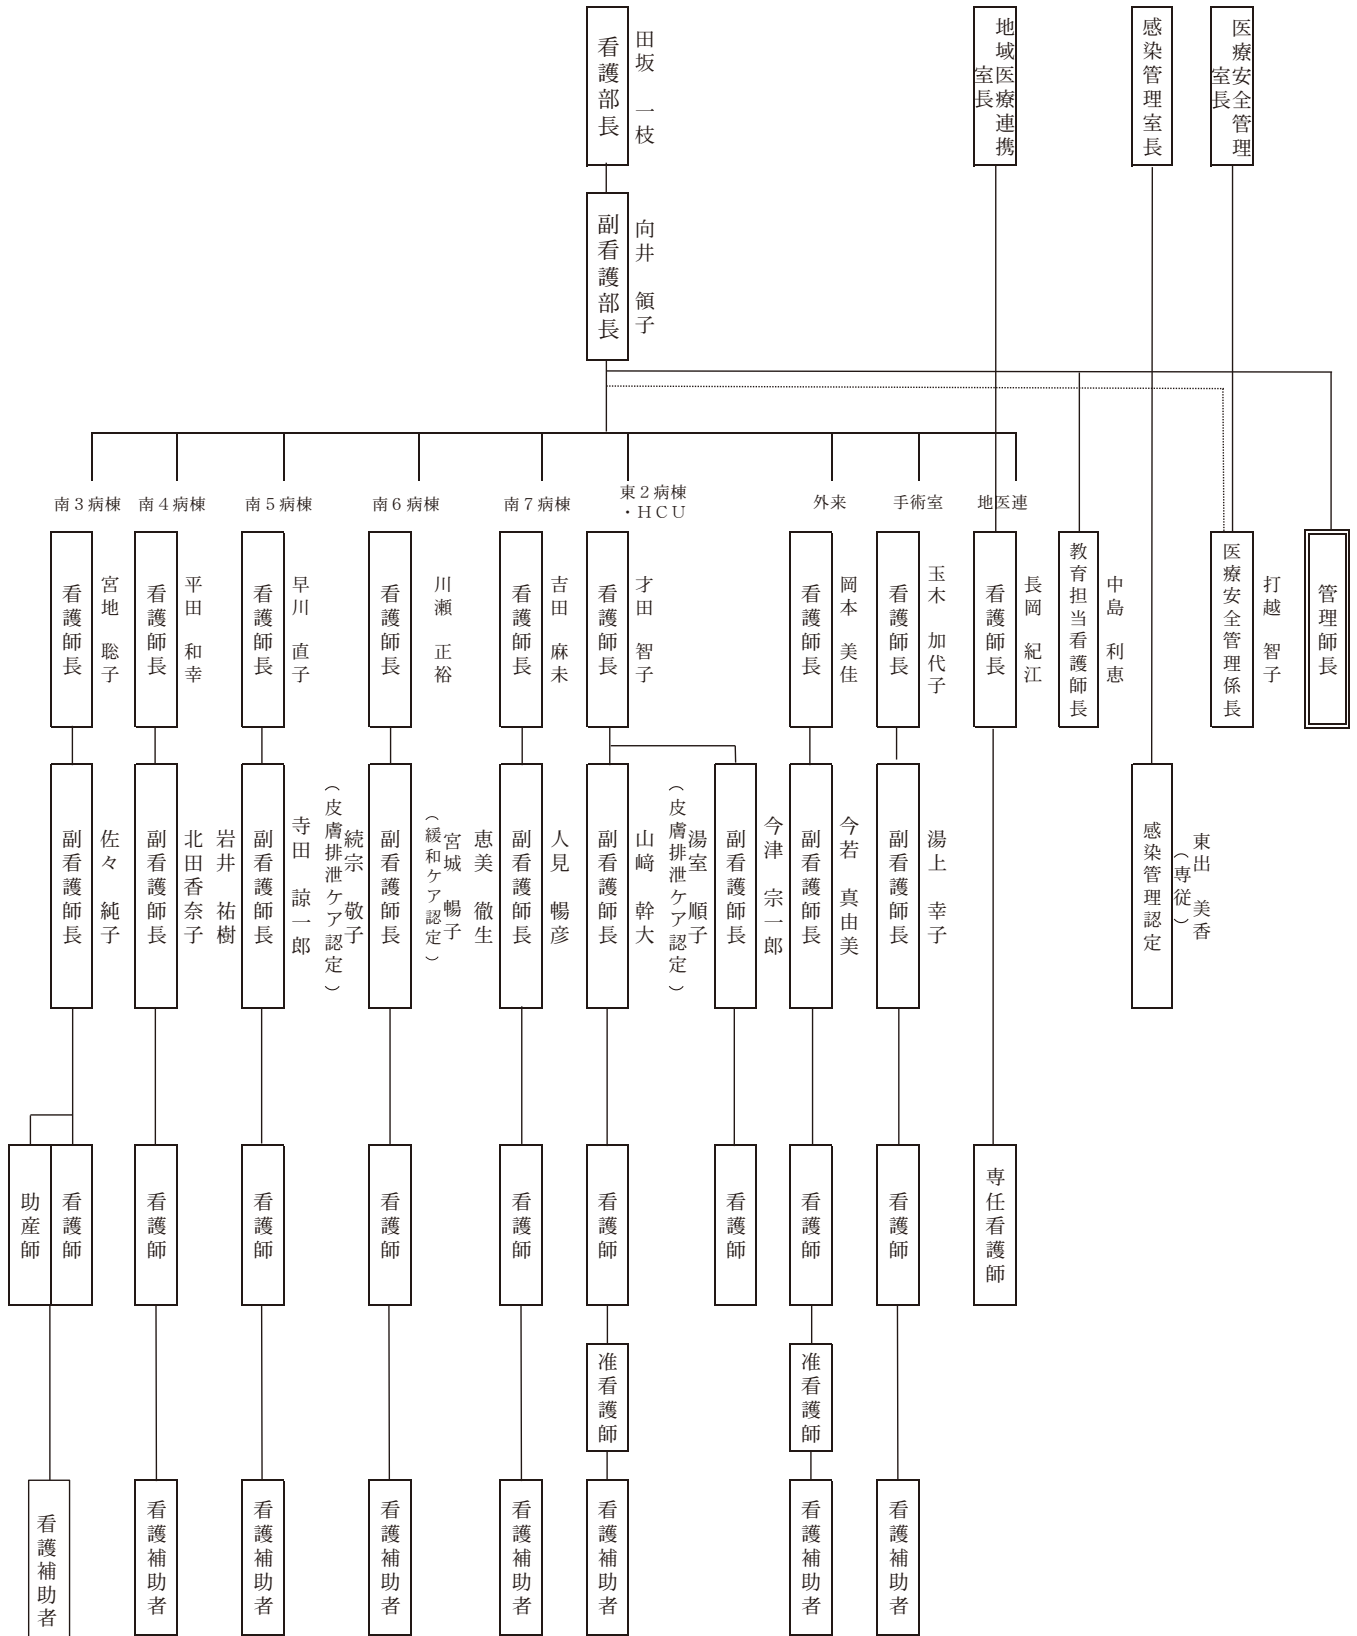 看護部長
田坂 一枝
地域医療連携
室長
感染管理室長
医療安全管理
室長
副看護部長
向井 領子
南３病棟
南４病棟
南５病棟
南６病棟
南７病棟
東２病棟
・ＨＣＵ
外来
手術室
地医連
看護師長
宮地 聡子
看護師長
平田 和幸
看護師長
早川 直子
看護師長
川瀬 正裕
看護師長
吉田 麻未
看護師長
才田 智子
看護師長
岡本 美佳
看護師長
玉木 加代子
看護師長
長岡 紀江
教育担当看護師長
中島 利恵
医療安全管理係長
打越 智子
管理師長
副看護師長
佐々 純子
副看護師長
北田香奈子
岩井 祐樹
副看護師長
寺田 諒一郎
続宗 敬子
（皮膚排泄ケア認定）
副看護師長
宮城 暢子
（緩和ケア認定）
恵美 徹生
副看護師長
人見 暢彦
副看護師長
山﨑 幹大
湯室 順子
（皮膚排泄ケア認定）
副看護師長
今津 宗一郎
副看護師長
今若 真由美
副看護師長
湯上 幸子
感染管理認定
東出 美香
（専従）
助産師
看護師
看護師
看護師
看護師
看護師
看護師
看護師
看護師
看護師
専任看護師
准看護師
准看護師
看護補助者
看護補助者
看護補助者
看護補助者
看護補助者
看護補助者
看護補助者
看護補助者